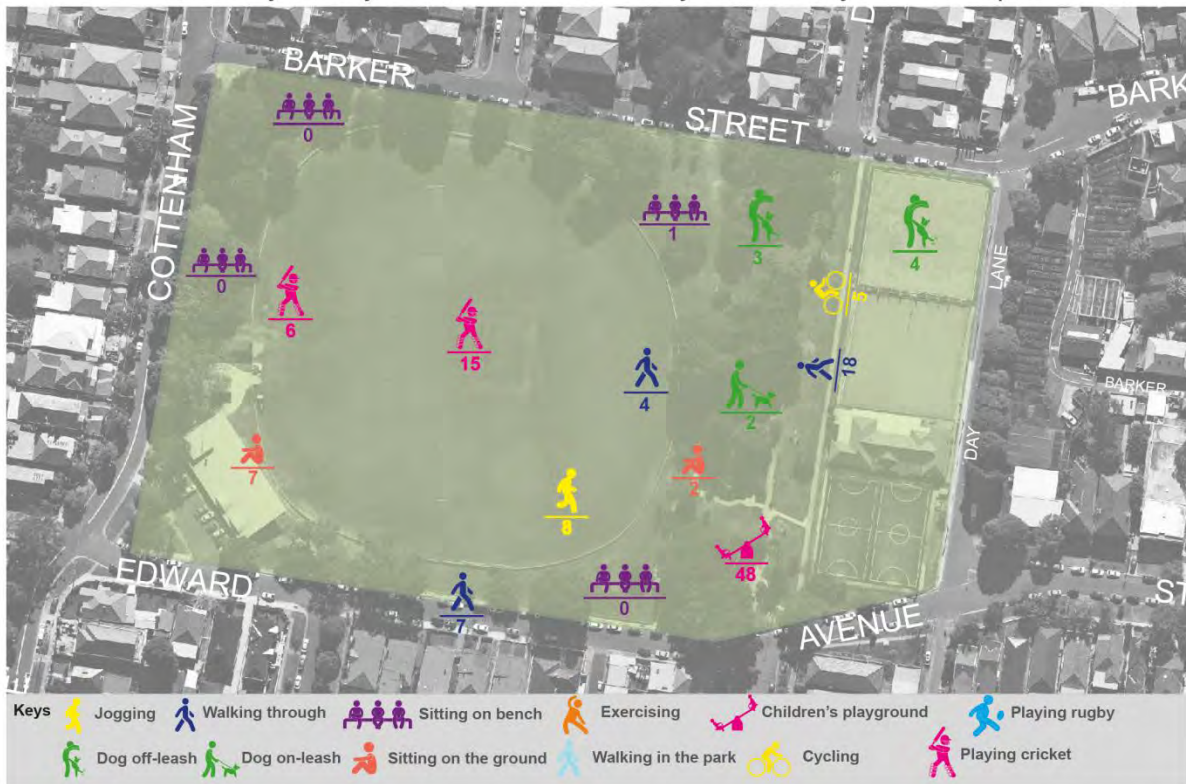 BARKER
STREET
D
BARK
0
1
3
4
COTTENHAM
0
6
15
5
LANE
4
2
18
BARKER
7
2
DAY
8
48
EDWARD
7
0
AVENUE
ST
Keys
Jogging
Walking through
Sitting on bench
Exercising
Children's playground
Playing rugby
Dog off-leash
Dog on-leash
Sitting on the ground
Walking in the park
Cycling
Playing cricket